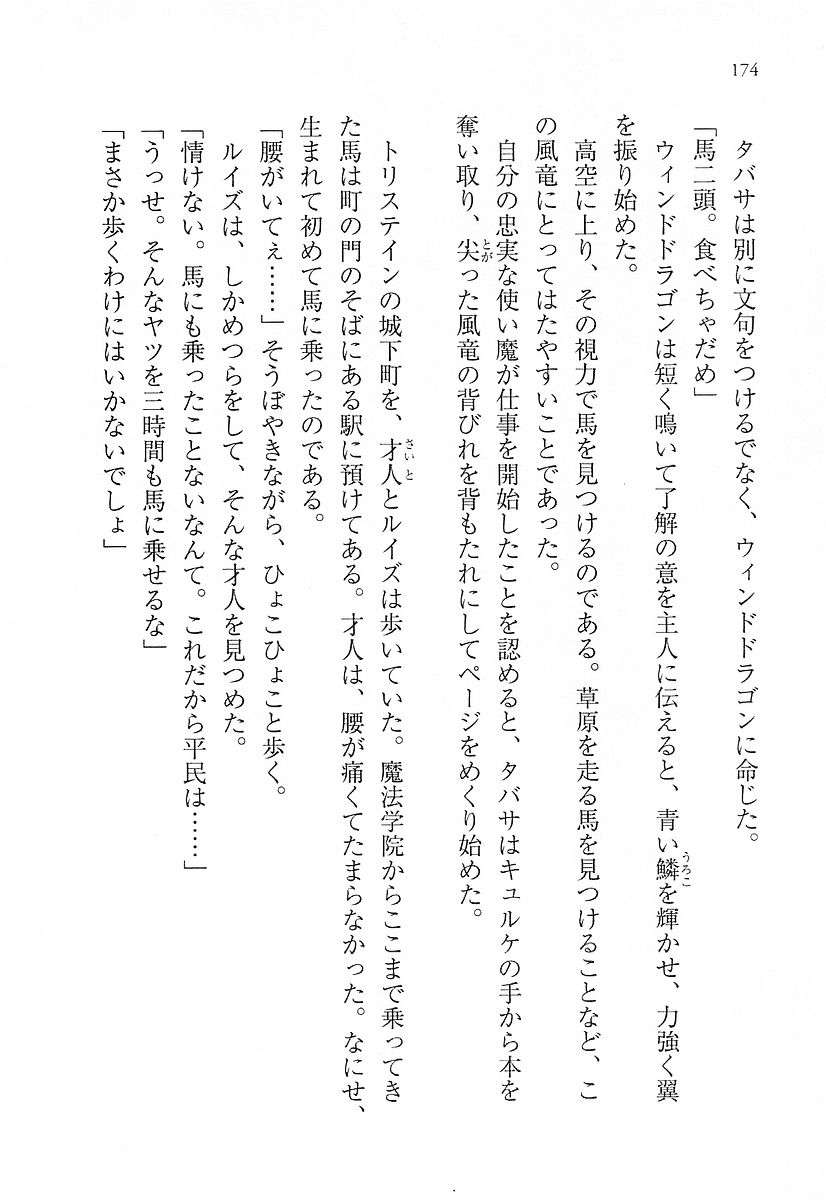 174
　タバサは別に文句をつけるでなく、ウィンドドラゴンに命じた。
「馬二頭。食べちゃだめ」
　ウィンドドラゴンは短く鳴いて了解の意を主人に伝えると、青い鱗を輝かせ、力強く翼
を振り始めた。
　高空に上り、その視力で馬を見つけるのである。草原を走る馬を見つけることなど、こ
の風竜にとってはたやすいことであった。
　自分の忠実な使い魔が仕事を開始したことを認めると、タバサはキュルケの手から本を
奪い取り、尖った風竜の背びれを背もたれにしてページをめくり始めた。
　トリステインの城下町を、才人とルイズは歩いていた。魔法学院からここまで乗ってき
た馬は町の門のそばにある駅に預けてある。才人は、腰が痛くてたまらなかった。なにせ、
生まれて初めて馬に乗ったのである。
「腰がいてぇ……」そうぼやきながら、ひょこひょこと歩く。
　ルイズは、しかめつらをして、そんな才人を見つめた。
「情けない。馬にも乗ったことないなんて。これだから平民は……」
「うっせ。そんなヤツを三時間も馬に乗せるな」
「まさか歩くわけにはいかないでしょ」